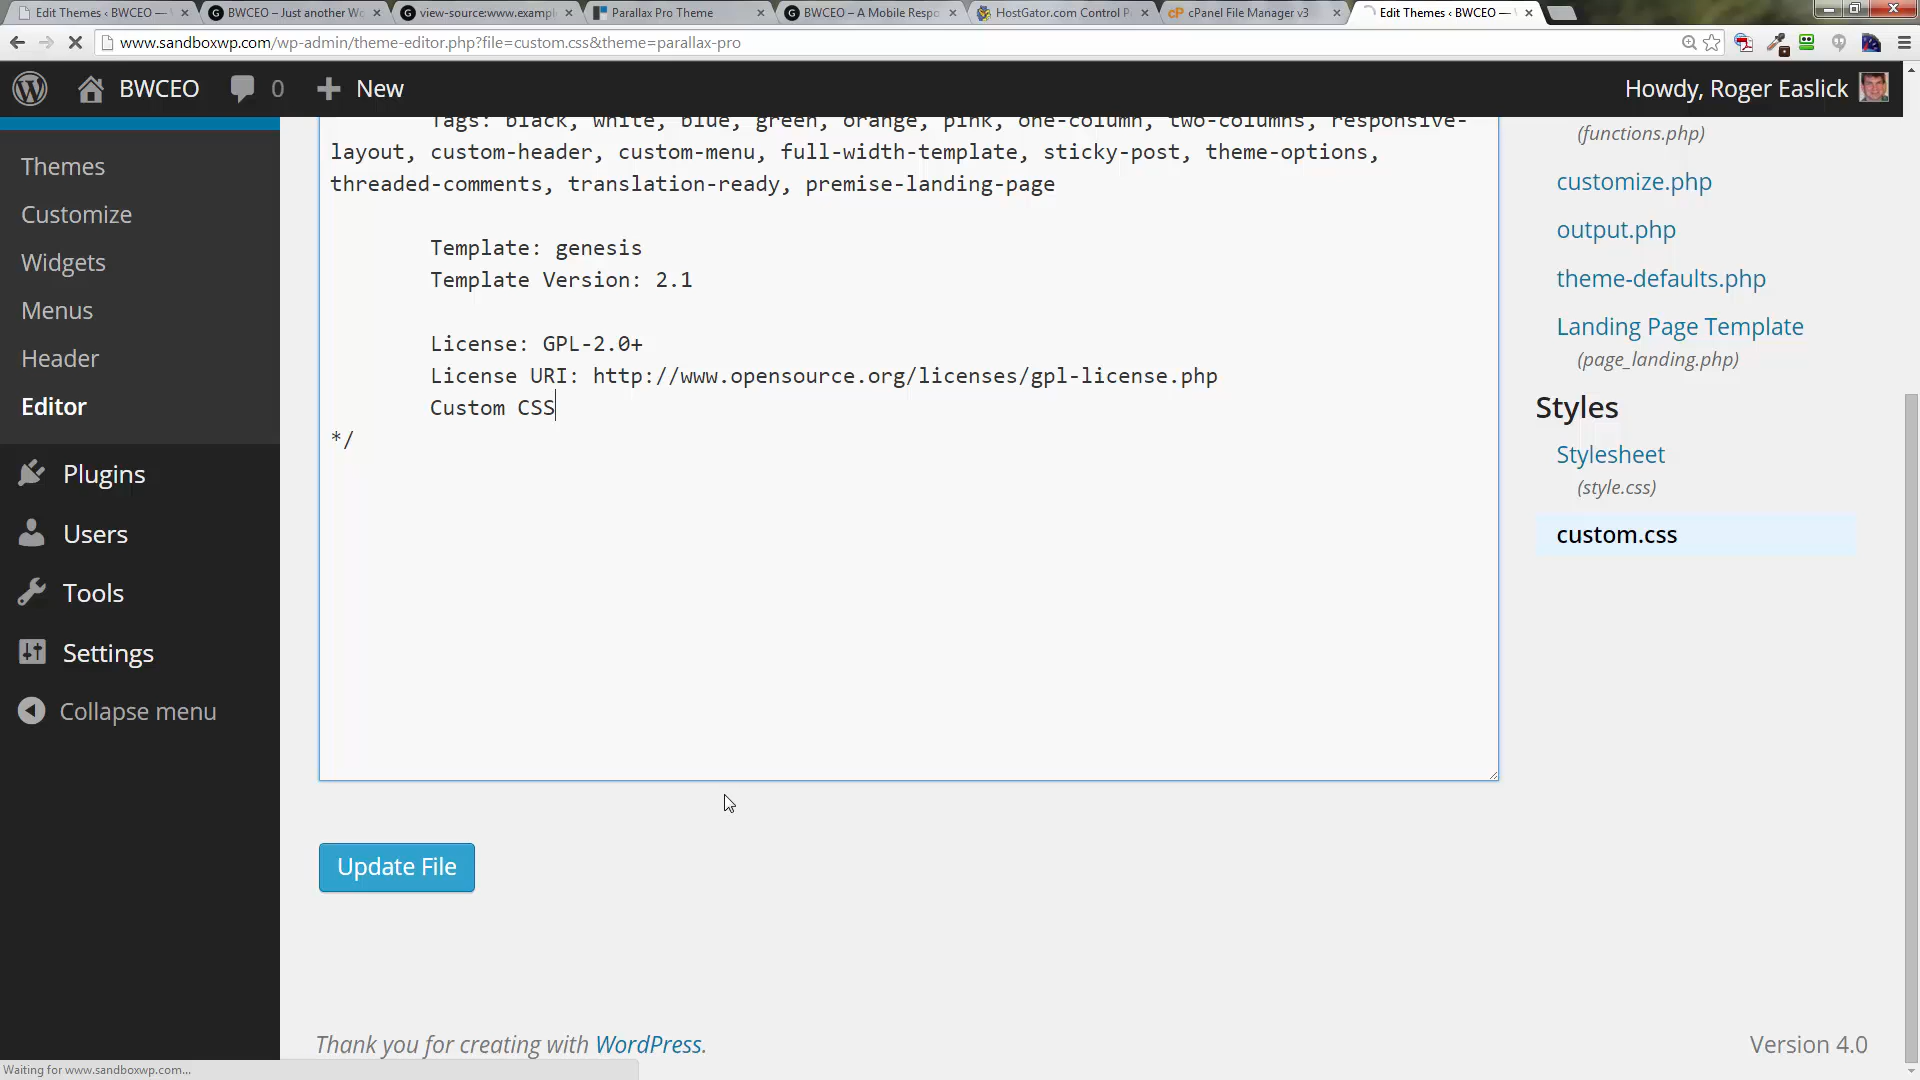 Edit Themes ‹ BWCEO —
BWCEO – Just another Wo
view-source:www.exampl
Parallax Pro Theme
BWCEO – A Mobile Respo
HostGator.com Control P
cPanel File Manager v3
Edit Themes ‹ BWCEO —
www.sandboxwp.com/wp-admin/theme-editor.php?file=custom.css&theme=parallax-pro
BWCEO
0
New
Howdy, Roger Easlick
Themes
Customize
Widgets
Menus
Header
Editor
Plugins
Users
Tools
Settings
Collapse menu
Tags: black, white, blue, green, orange, pink, one-column, two-columns, responsive-
layout, custom-header, custom-menu, full-width-template, sticky-post, theme-options,
threaded-comments, translation-ready, premise-landing-page
Template: genesis
Template Version: 2.1
License: GPL-2.0+
License URI: http://www.opensource.org/licenses/gpl-license.php
Custom CSS
*/
Update File
(functions.php)
customize.php
output.php
theme-defaults.php
Landing Page Template
(page_landing.php)
Styles
Stylesheet
(style.css)
custom.css
Thank you for creating with WordPress.
Version 4.0
Waiting for www.sandboxwp.com...